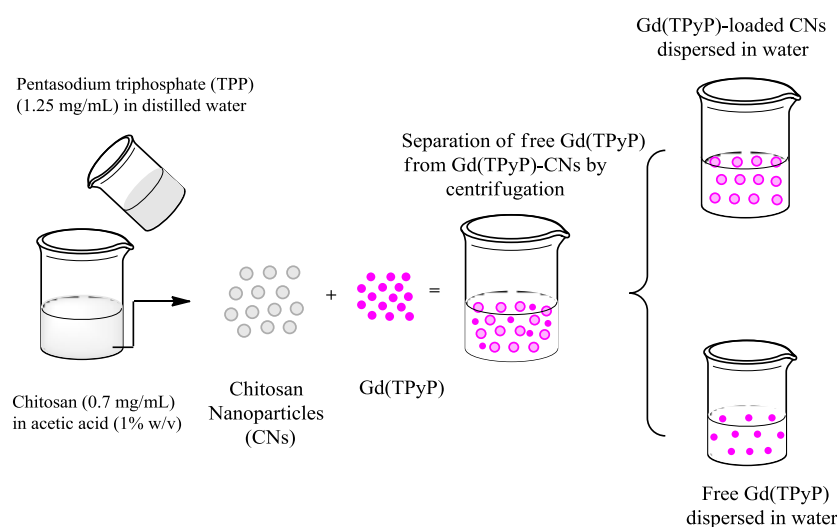 Pentasodium triphosphate (TPP)
(1.25 mg/mL) in distilled water
Chitosan (0.7 mg/mL)
in acetic acid (1% w/v)
+
=
Chitosan
Nanoparticles
(CNs)
Gd(TPyP)
Separation of free Gd(TPyP)
from Gd(TPyP)-CNs by
centrifugation
Gd(TPyP)-loaded CNs
dispersed in water
Free Gd(TPyP)
dispersed in water